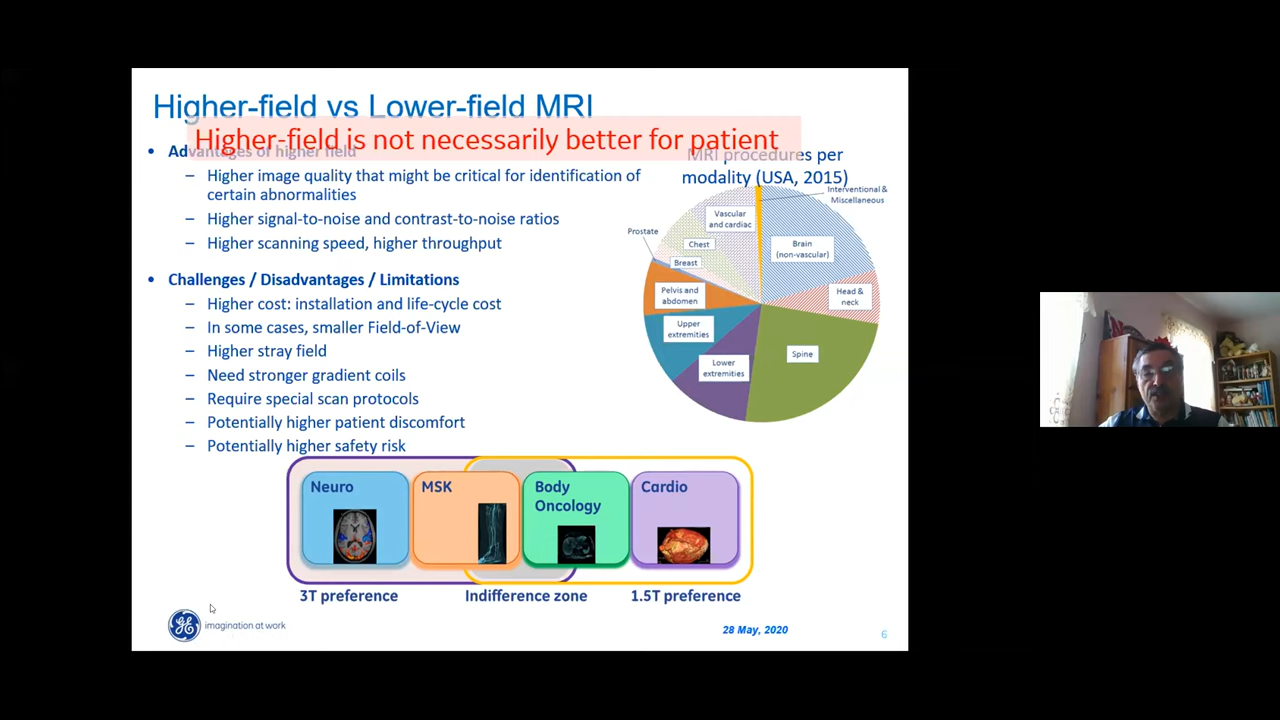 Higher-field vs Lower-field MRI
Higher-field is not necessarily better for patient
• Advantages of higher field
– Higher image quality that might be critical for identification of
certain abnormalities
– Higher signal-to-noise and contrast-to-noise ratios
– Higher scanning speed, higher throughput
• Challenges / Disadvantages / Limitations
– Higher cost: installation and life-cycle cost
– In some cases, smaller Field-of-View
– Higher stray field
– Need stronger gradient coils
– Require special scan protocols
– Potentially higher patient discomfort
– Potentially higher safety risk
MRI procedures per
modality (USA, 2015)
Interventional &
Miscellaneous
Vascular
and cardiac
Prostate
Chest
Breast
Brain
(non-vascular)
Pelvis and
abdomen
Head &
neck
Upper
extremities
Spine
Lower
extremities
Neuro
MSK
Body
Oncology
Cardio
3T preference
Indifference zone
1.5T preference
GE
imagination at work
28 May, 2020
6